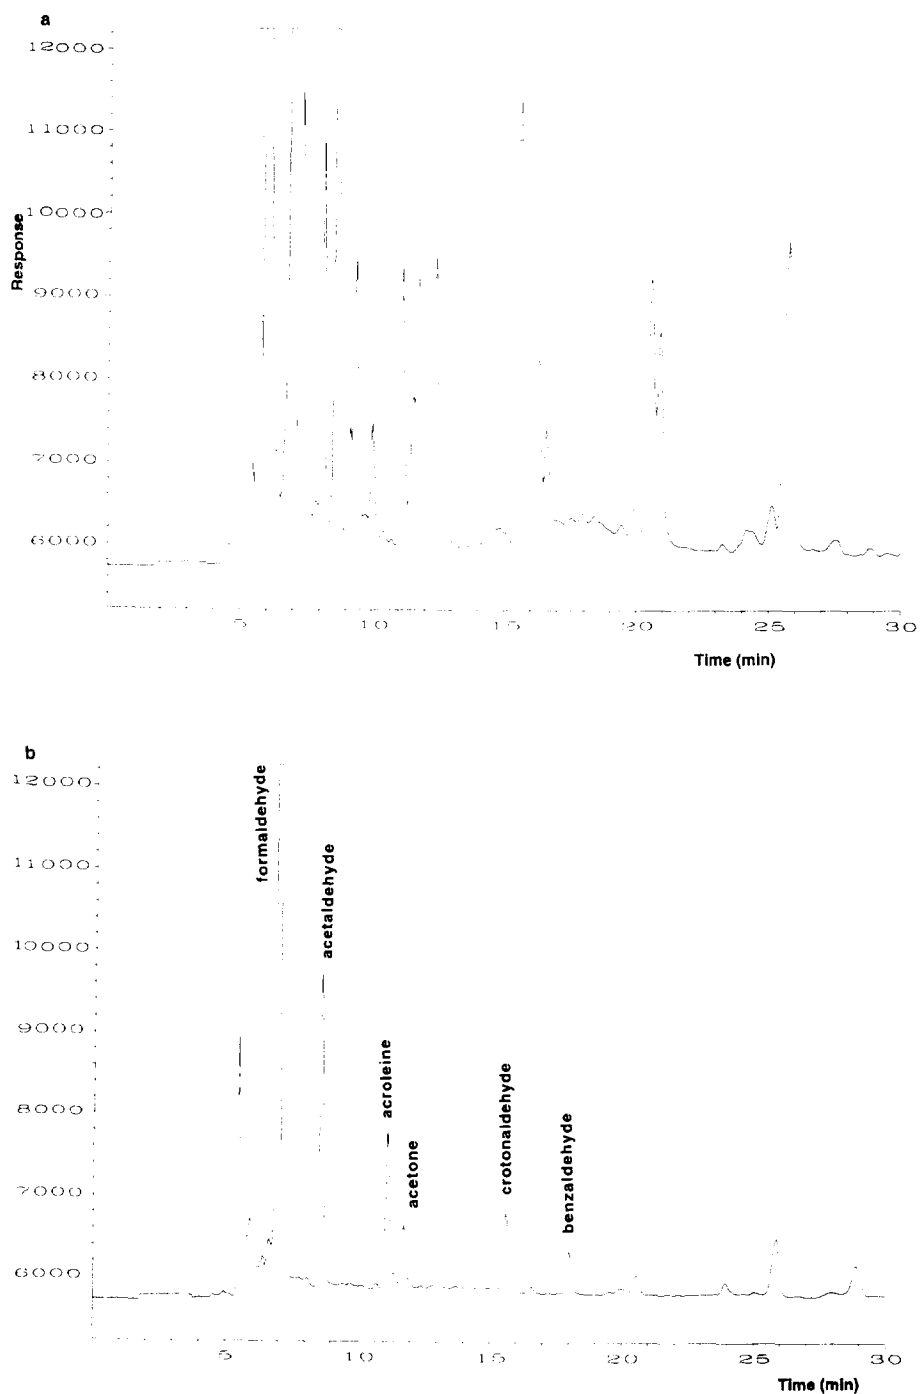 a
12000
11000
10000
Response
9000
8000
7000
6000
5 10 15 20 25 30
Time (min)
b
12000
formaldehyde
11000
acetaldehyde
10000
9000
acroleine
8000
acetone
crotonaldehyde
benzaldehyde
7000
6000
5 10 15 20 25 30
Time (min)